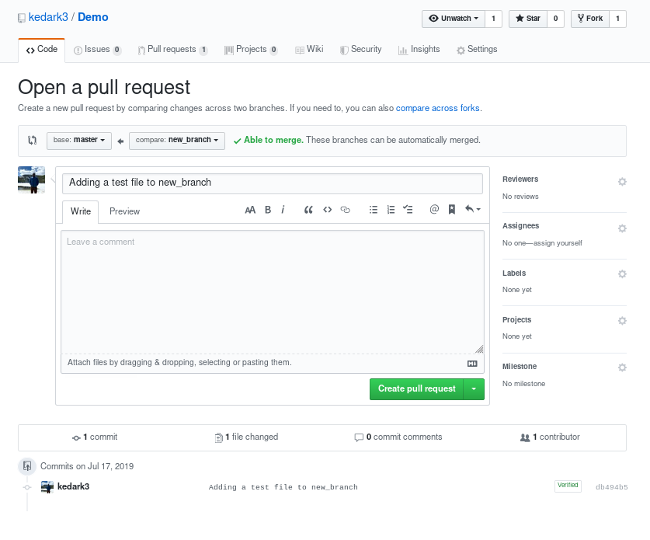 kedark3 / Demo
Unwatch 1 Star 0 Fork 1
Code Issues 0 Pull requests 1 Projects 0 Wiki Security Insights Settings
Open a pull request
Create a new pull request by comparing changes across two branches. If you need to, you can also compare across forks.
base: master compare: new_branch Able to merge. These branches can be automatically merged.
Adding a test file to new_branch
Write Preview
Leave a comment
Attach files by dragging & dropping, selecting or pasting them.
Create pull request
Reviewers
No reviews
Assignees
No one—assign yourself
Labels
None yet
Projects
None yet
Milestone
No milestone
1 commit 1 file changed 0 commit comments 1 contributor
Commits on Jul 17, 2019
kedark3 Adding a test file to new_branch Verified db494b5